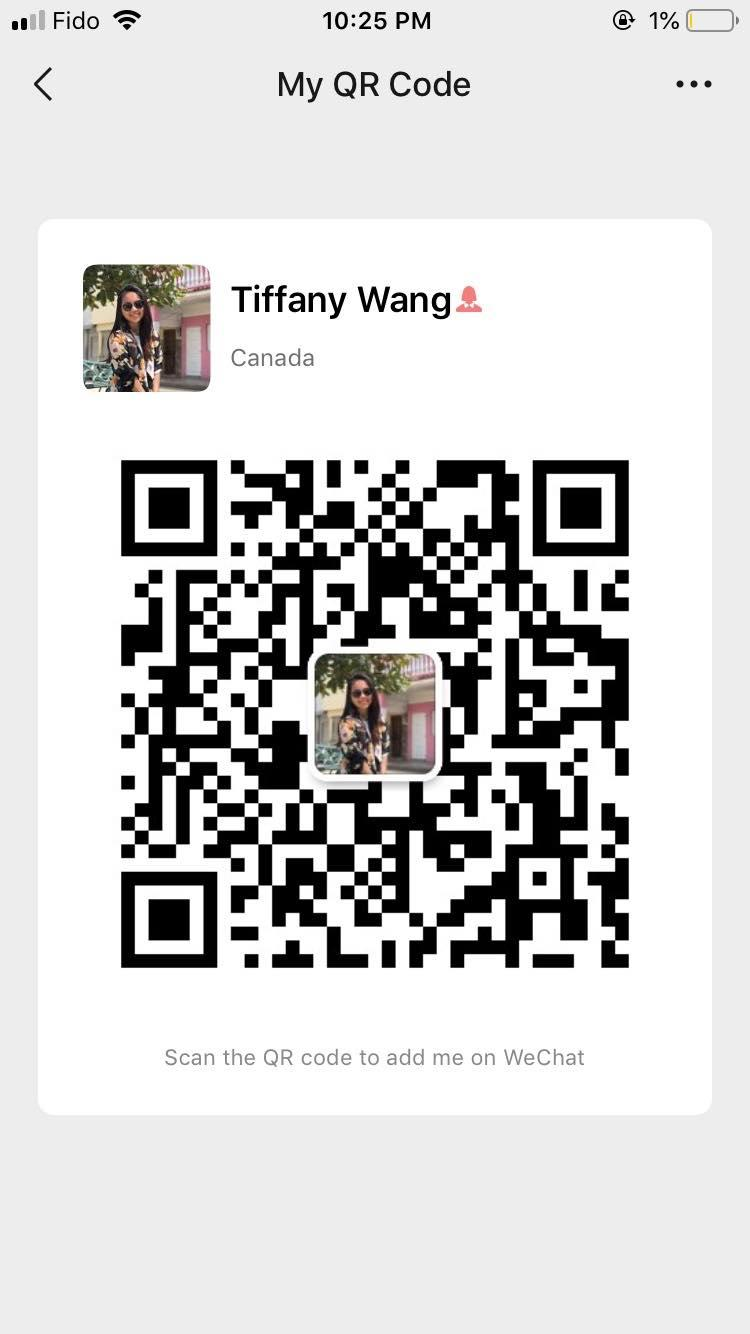 Fido 10:25 PM 1%
My QR Code
Tiffany Wang
Canada
Scan the QR code to add me on WeChat